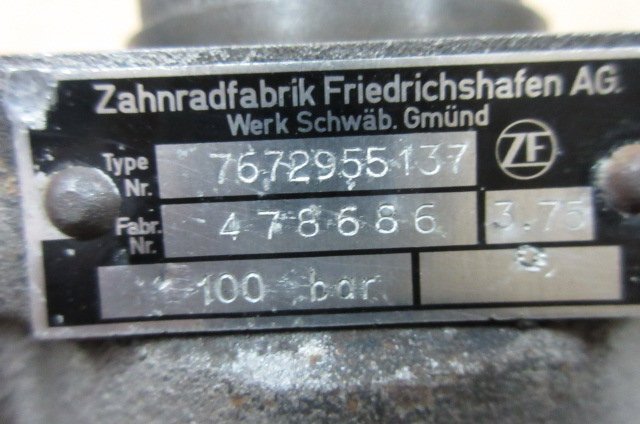 Zahnradfabrik Friedrichshafen AG.
Werk Schwäb. Gmünd
ZF
Type Nr. 7672955137
Fabr. Nr. 478686 3.75
100 bar